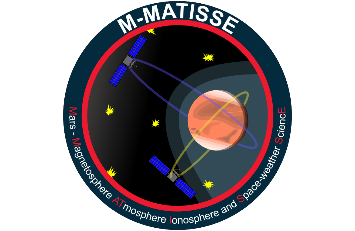 M-MATISSE
Mars - Magnetosphere ATmosphere Ionosphere and Space-weather SciencE